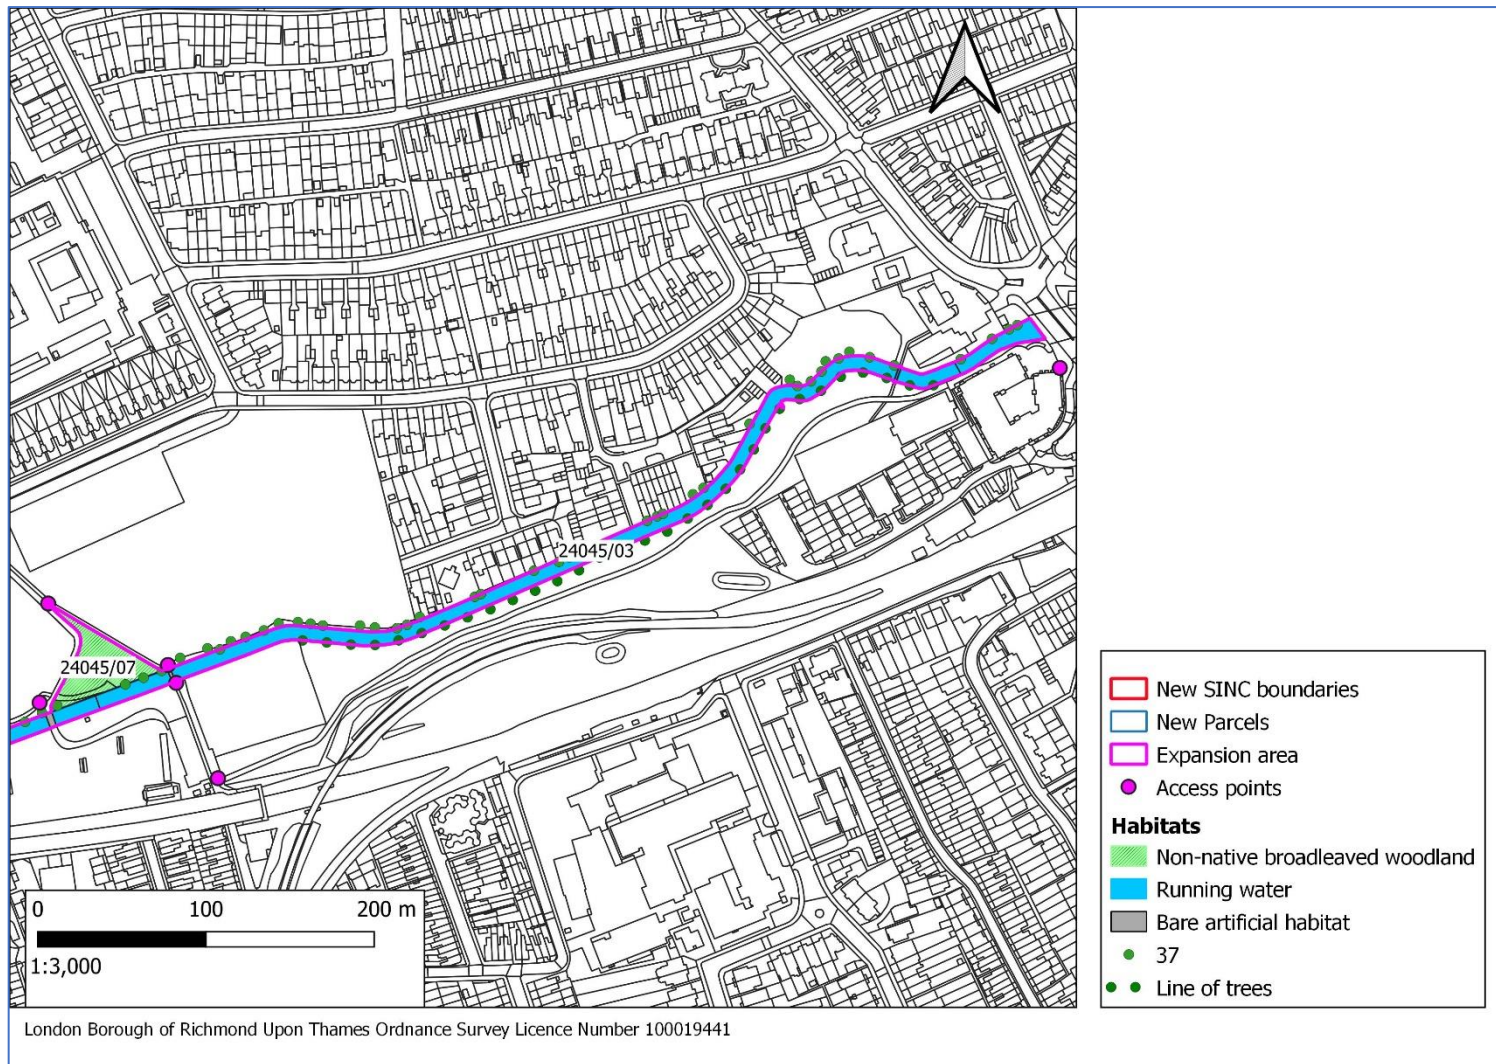 24045/03
24045/07
0 100 200 m
1:3,000
New SINC boundaries
New Parcels
Expansion area
Access points
Habitats
Non-native broadleaved woodland
Running water
Bare artificial habitat
37
Line of trees
London Borough of Richmond Upon Thames Ordnance Survey Licence Number 100019441